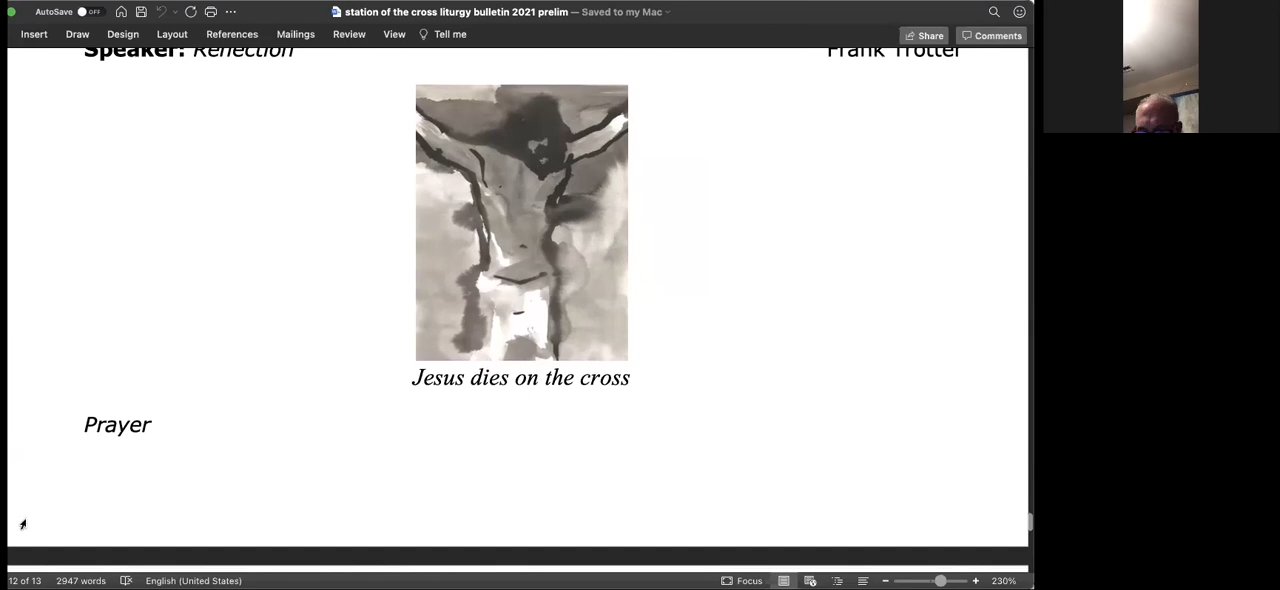 AutoSave OFF
station of the cross liturgy bulletin 2021 prelim — Saved to my Mac
Insert Draw Design Layout References Mailings Review View Tell me
Share Comments
Speaker: Reflection Frank Trotter
Jesus dies on the cross
Prayer
12 of 13 2947 words English (United States) Focus 230%